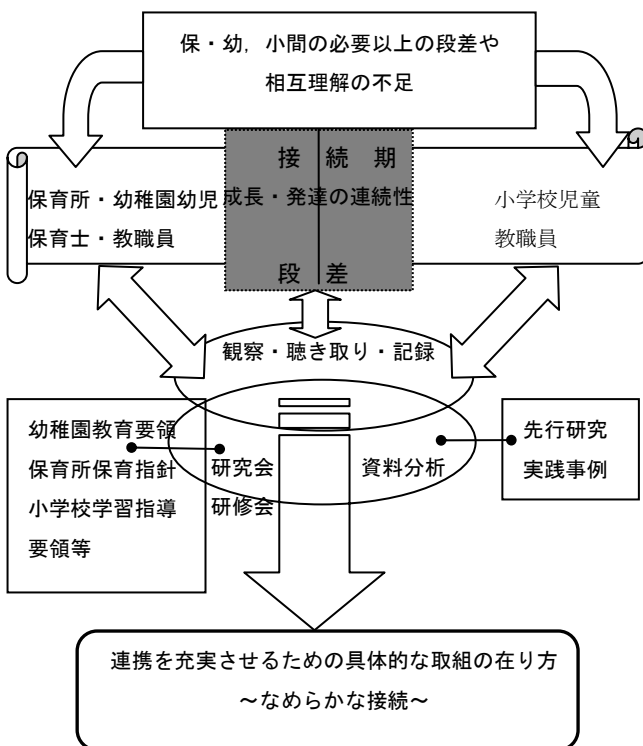 保・幼，小間の必要以上の段差や
相互理解の不足
接　続　期
成長・発達の連続性
段　差
保育所・幼稚園幼児
保育士・教職員
小学校児童
教職員
観察・聴き取り・記録
幼稚園教育要領
保育所保育指針
小学校学習指導
要領等
研究会
研修会
資料分析
先行研究
実践事例
連携を充実させるための具体的な取組の在り方
～なめらかな接続～